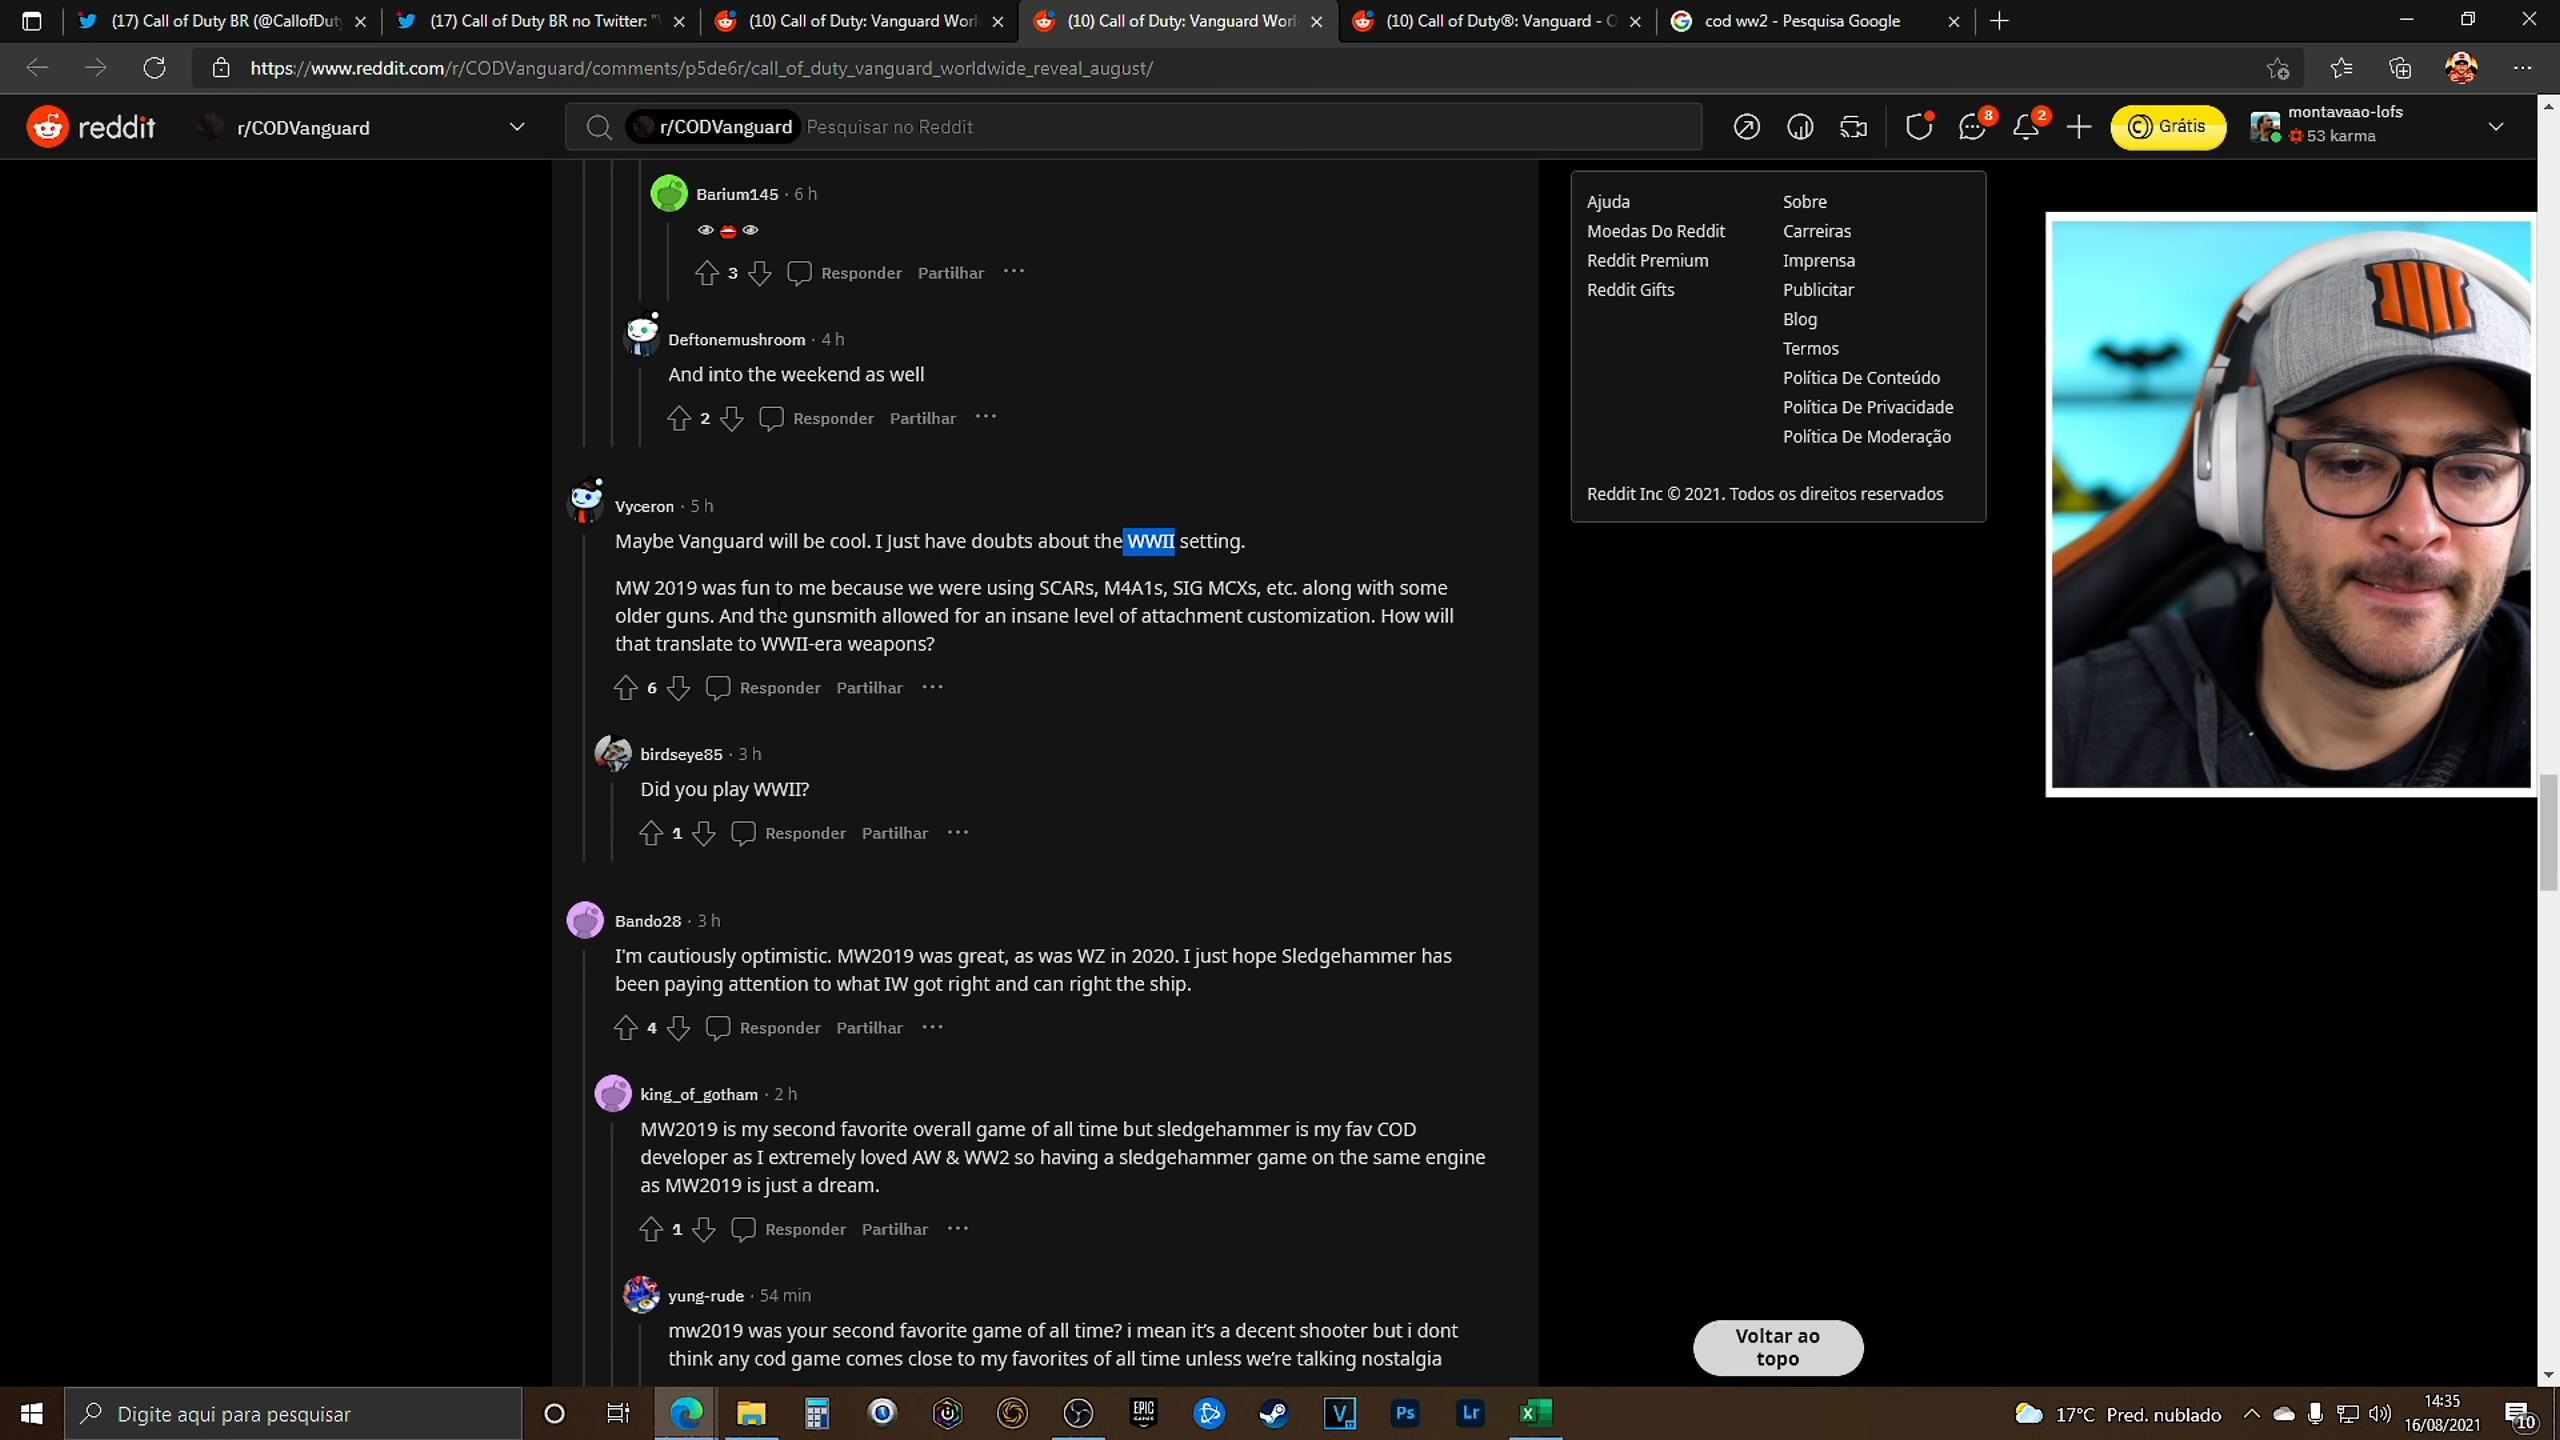 (17) Call of Duty BR (@CallofDuty
(17) Call of Duty BR no Twitter: "
(10) Call of Duty: Vanguard Worl
(10) Call of Duty: Vanguard Worl
(10) Call of Duty®: Vanguard - O
cod ww2 - Pesquisa Google
https://www.reddit.com/r/CODVanguard/comments/p5de6r/call_of_duty_vanguard_worldwide_reveal_august/
reddit
r/CODVanguard
r/CODVanguard Pesquisar no Reddit
8
2
Grátis
montavaao-lofs
53 karma
Barium145 · 6 h
3 Responder Partilhar
Deftonemushroom · 4 h
And into the weekend as well
2 Responder Partilhar
Vyceron · 5 h
Maybe Vanguard will be cool. I Just have doubts about the WWII setting.
MW 2019 was fun to me because we were using SCARs, M4A1s, SIG MCXs, etc. along with some
older guns. And the gunsmith allowed for an insane level of attachment customization. How will
that translate to WWII-era weapons?
6 Responder Partilhar
birdseye85 · 3 h
Did you play WWII?
1 Responder Partilhar
Bando28 · 3 h
I'm cautiously optimistic. MW2019 was great, as was WZ in 2020. I just hope Sledgehammer has
been paying attention to what IW got right and can right the ship.
4 Responder Partilhar
king_of_gotham · 2 h
MW2019 is my second favorite overall game of all time but sledgehammer is my fav COD
developer as I extremely loved AW & WW2 so having a sledgehammer game on the same engine
as MW2019 is just a dream.
1 Responder Partilhar
yung-rude · 54 min
mw2019 was your second favorite game of all time? i mean it’s a decent shooter but i dont
think any cod game comes close to my favorites of all time unless we’re talking nostalgia
Ajuda
Moedas Do Reddit
Reddit Premium
Reddit Gifts
Sobre
Carreiras
Imprensa
Publicitar
Blog
Termos
Política De Conteúdo
Política De Privacidade
Política De Moderação
Reddit Inc © 2021. Todos os direitos reservados
Voltar ao
topo
Digite aqui para pesquisar
EPIC
GAMES
V
Ps
Lr
X
17°C Pred. nublado
14:35
16/08/2021
10